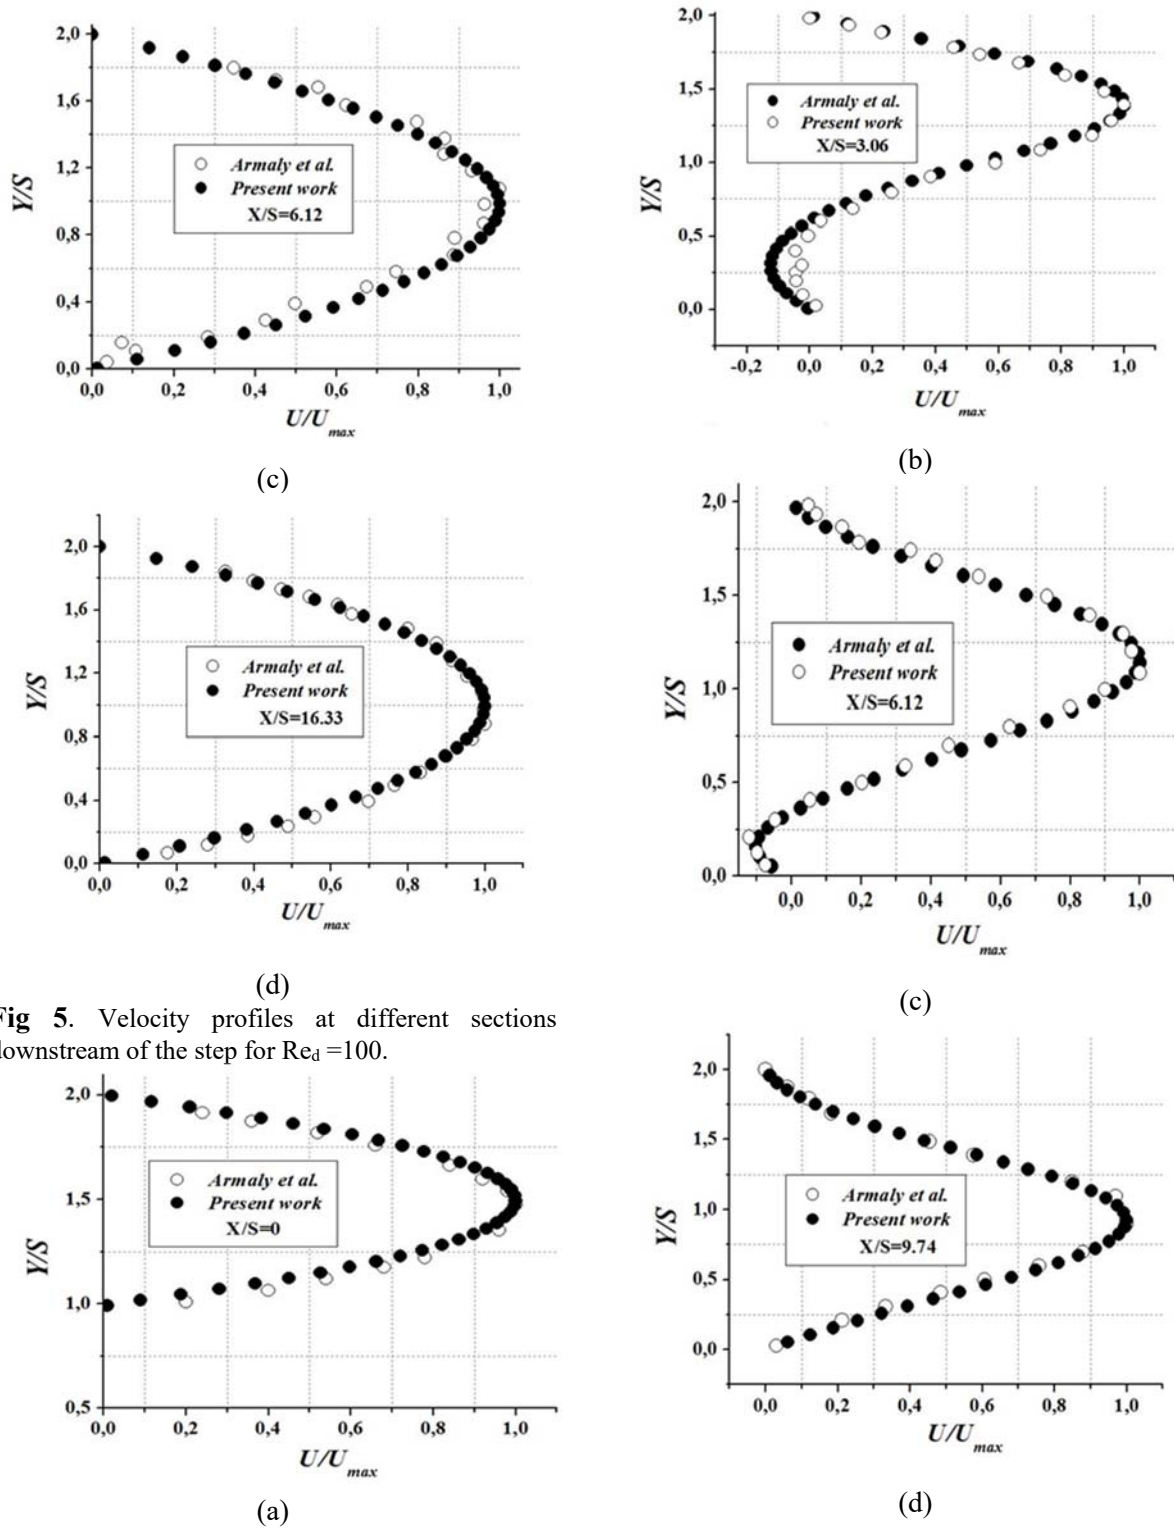 2,0
1,6
1,2
0,8
0,4
0,0
Y/S
Armaly et al.
Present work
X/S=6.12
0,0 0,2 0,4 0,6 0,8 1,0
U/Umax
(c)
2,0
1,6
1,2
0,8
0,4
0,0
Y/S
Armaly et al.
Present work
X/S=16.33
0,0 0,2 0,4 0,6 0,8 1,0
U/Umax
(d)
Fig 5. Velocity profiles at different sections
downstream of the step for Red =100.
2,0
1,5
1,0
0,5
Y/S
Armaly et al.
Present work
X/S=0
0,0 0,2 0,4 0,6 0,8 1,0
U/Umax
(a)
2,0
1,5
1,0
0,5
0,0
Y/S
Armaly et al.
Present work
X/S=3.06
-0,2 0,0 0,2 0,4 0,6 0,8 1,0
U/Umax
(b)
2,0
1,5
1,0
0,5
0,0
Y/S
Armaly et al.
Present work
X/S=6.12
0,0 0,2 0,4 0,6 0,8 1,0
U/Umax
(c)
2,0
1,5
1,0
0,5
0,0
Y/S
Armaly et al.
Present work
X/S=9.74
0,0 0,2 0,4 0,6 0,8 1,0
U/Umax
(d)